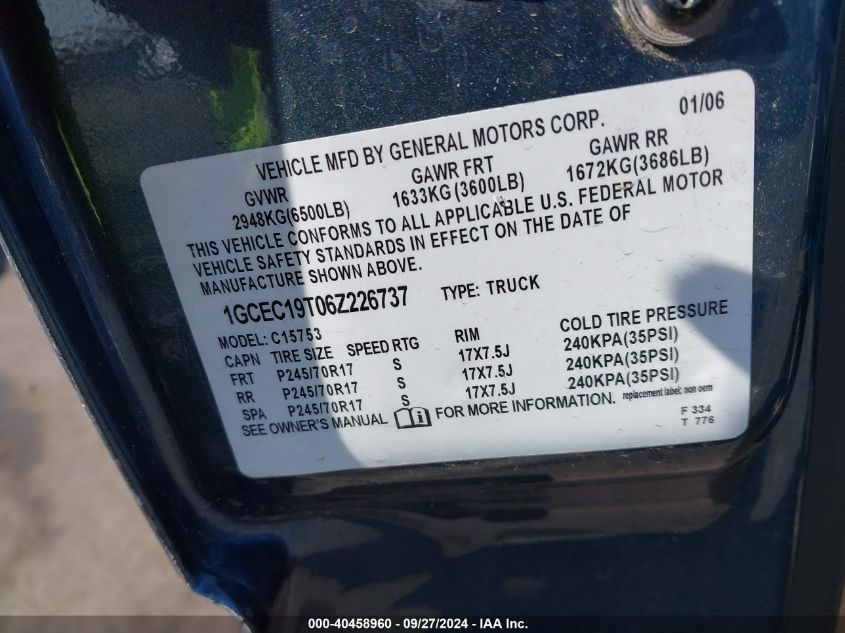 VEHICLE MFD BY GENERAL MOTORS CORP. 01/06
GVWR GAWR FRT GAWR RR
2948KG(6500LB) 1633KG(3600LB) 1672KG(3686LB)
THIS VEHICLE CONFORMS TO ALL APPLICABLE U.S. FEDERAL MOTOR
VEHICLE SAFETY STANDARDS IN EFFECT ON THE DATE OF
MANUFACTURE SHOWN ABOVE.
1GCEC19T06Z226737 TYPE: TRUCK
MODEL: C15753
CAPN TIRE SIZE SPEED RTG RIM COLD TIRE PRESSURE
FRT P245/70R17 S 17X7.5J 240KPA(35PSI)
RR P245/70R17 S 17X7.5J 240KPA(35PSI)
SPA P245/70R17 S 17X7.5J 240KPA(35PSI)
SEE OWNER'S MANUAL FOR MORE INFORMATION. replacement label: non oem
F 334
T 776
000-40458960 - 09/27/2024 - IAA Inc.